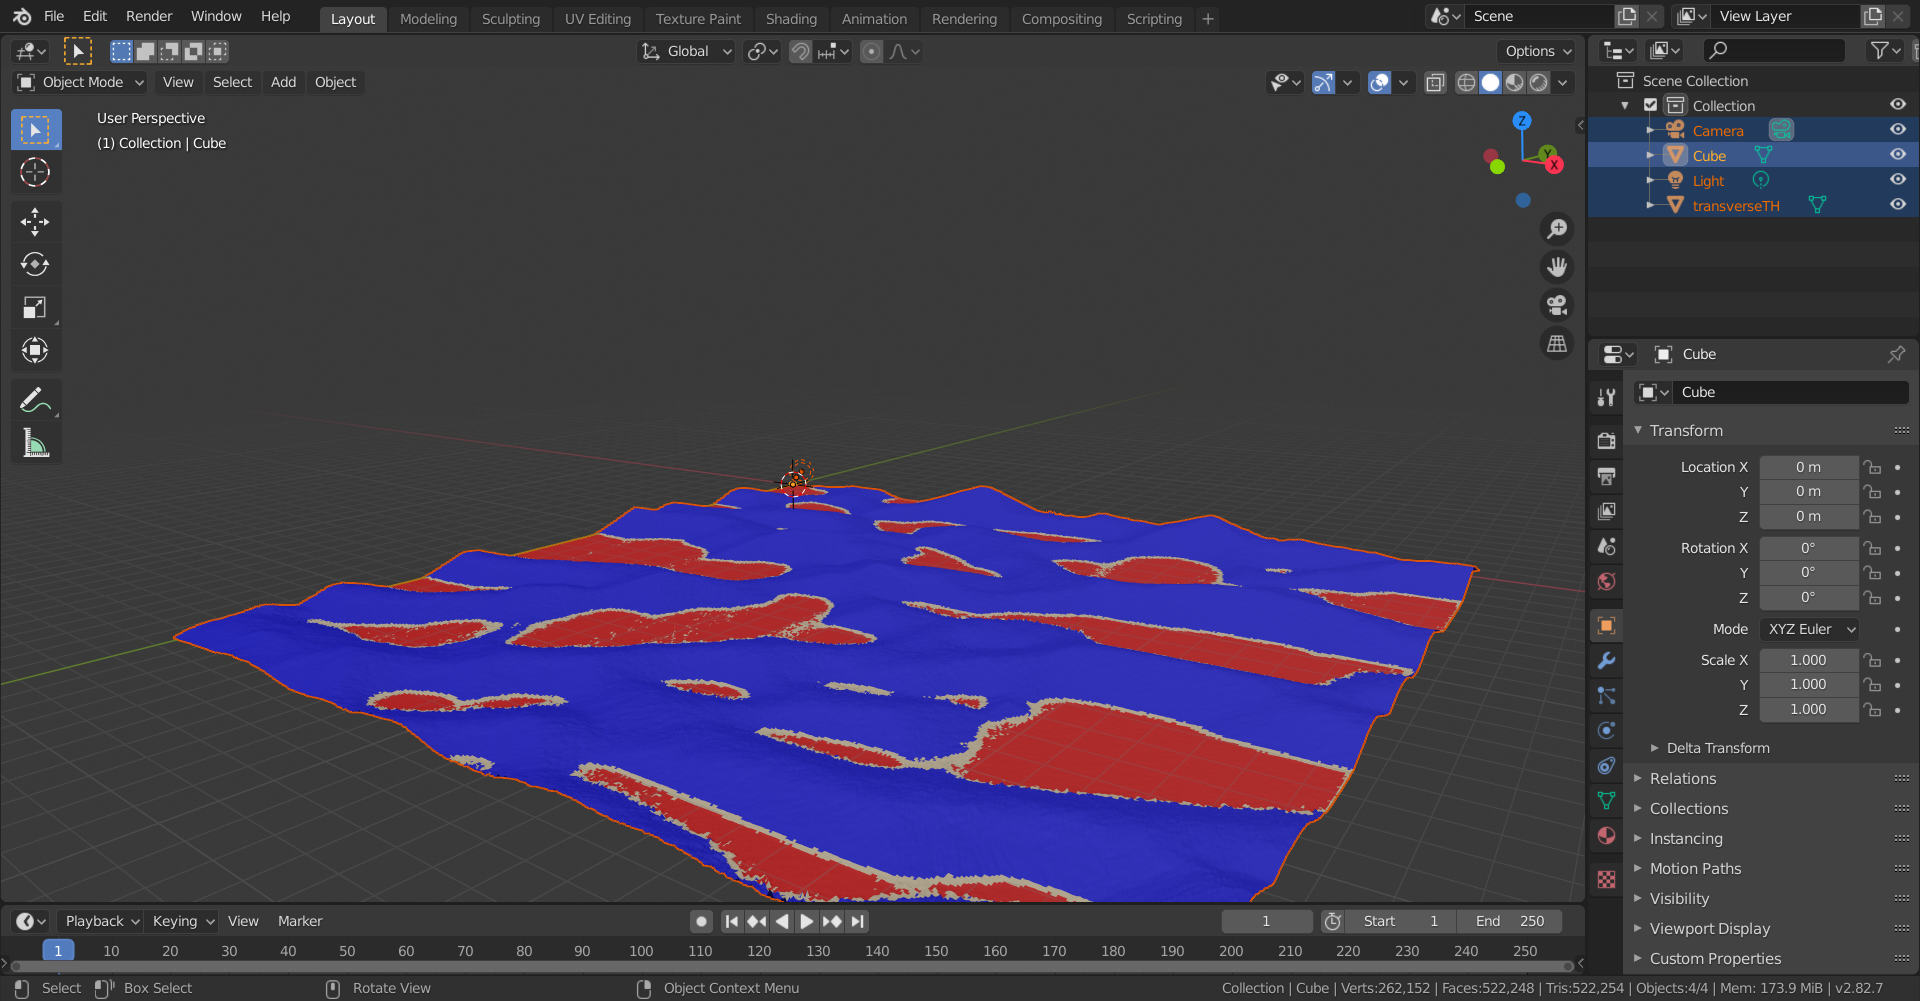 File Edit Render Window Help Layout Modeling Sculpting UV Editing Texture Paint Shading Animation Rendering Compositing Scripting + Scene View Layer
Global Options
Object Mode View Select Add Object
User Perspective
(1) Collection | Cube
Z
Y
X
Scene Collection
Collection
Camera
Cube
Light
transverseTH
Cube
Cube
Transform
Location X 0 m
Y 0 m
Z 0 m
Rotation X 0°
Y 0°
Z 0°
Mode XYZ Euler
Scale X 1.000
Y 1.000
Z 1.000
Delta Transform
Relations
Collections
Instancing
Motion Paths
Visibility
Viewport Display
Custom Properties
Playback Keying View Marker 1 Start 1 End 250
1 10 20 30 40 50 60 70 80 90 100 110 120 130 140 150 160 170 180 190 200 210 220 230 240 250
Select Box Select Rotate View Object Context Menu Collection | Cube | Verts:262,152 | Faces:522,248 | Tris:522,254 | Objects:4/4 | Mem: 173.9 MiB | v2.82.7